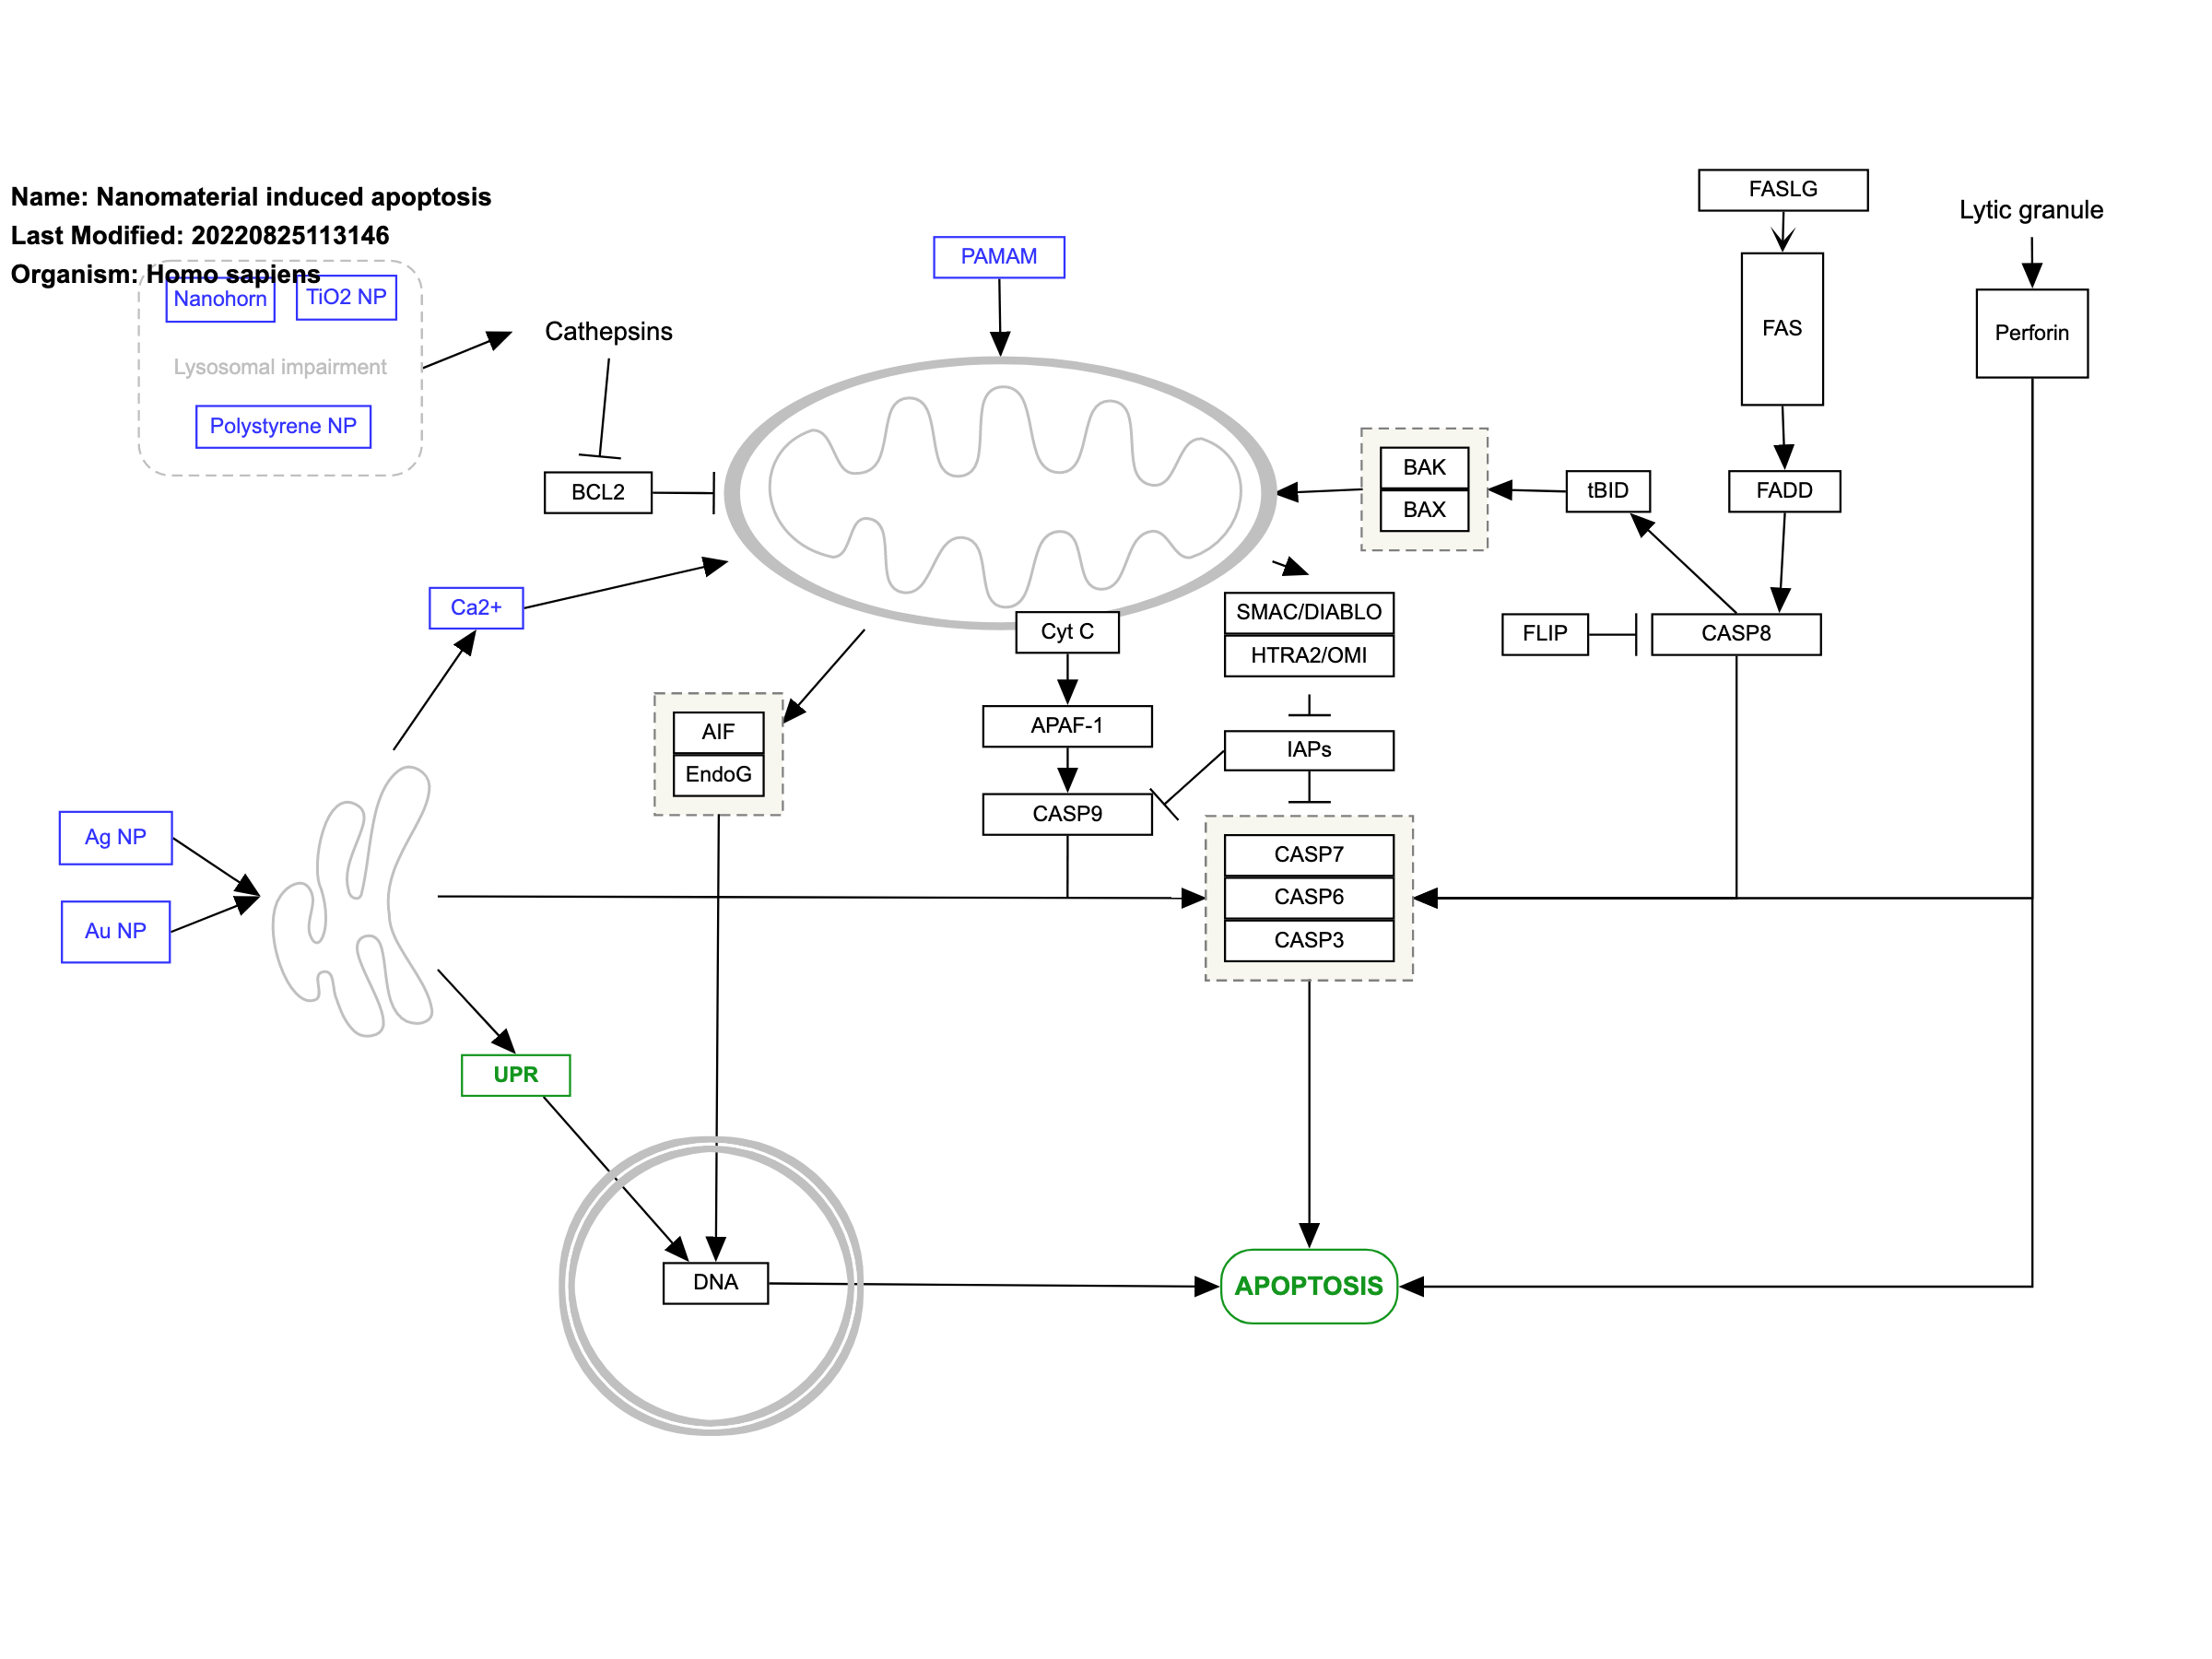 Name: Nanomaterial induced apoptosis
Last Modified: 20220825113146
Organism: Homo sapiens
Nanohorn
TiO2 NP
Lysosomal impairment
Polystyrene NP
Cathepsins
PAMAM
FASLG
Lytic granule
FAS
Perforin
BCL2
BAK
BAX
tBID
FADD
Ca2+
Cyt C
SMAC/DIABLO
HTRA2/OMI
FLIP
CASP8
AIF
EndoG
APAF-1
IAPs
CASP9
Ag NP
Au NP
CASP7
CASP6
CASP3
UPR
DNA
APOPTOSIS